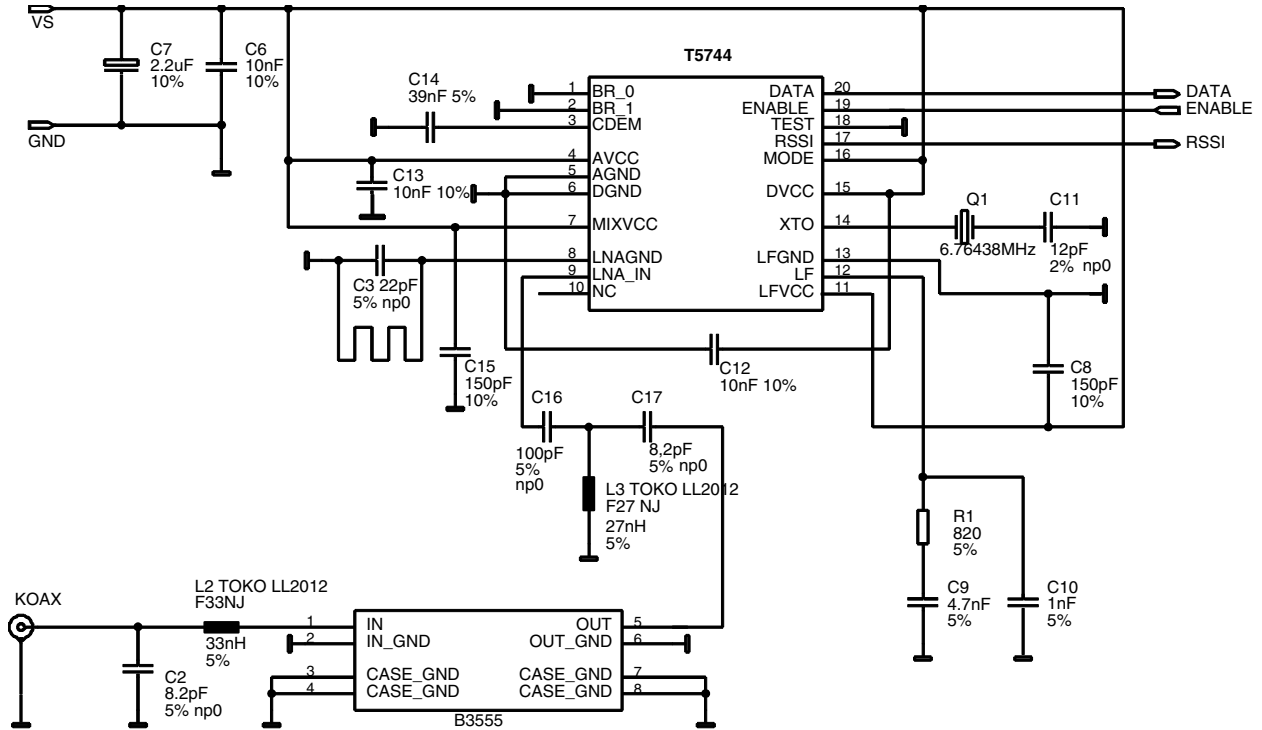 VS
C7
2.2uF
10%
C6
10nF
10%
GND
T5744
C14
39nF 5%
1 BR_0
2 BR_1
3 CDEM
4 AVCC
5 AGND
6 DGND
7 MIXVCC
8 LNAGND
9 LNA_IN
10 NC
DATA 20
ENABLE 19
TEST 18
RSSI 17
MODE 16
DVCC 15
XTO 14
LFGND 13
LF 12
LFVCC 11
DATA
ENABLE
RSSI
C13
10nF 10%
Q1
6.76438MHz
C11
12pF
2% np0
C3 22pF
5% np0
C15
150pF
10%
C12
10nF 10%
C8
150pF
10%
C16
100pF
5%
np0
C17
8,2pF
5% np0
L3 TOKO LL2012
F27 NJ
27nH
5%
R1
820
5%
C9
4.7nF
5%
C10
1nF
5%
KOAX
L2 TOKO LL2012
F33NJ
33nH
5%
C2
8.2pF
5% np0
1 IN
2 IN_GND
3 CASE_GND
4 CASE_GND
OUT 5
OUT_GND 6
CASE_GND 7
CASE_GND 8
B3555